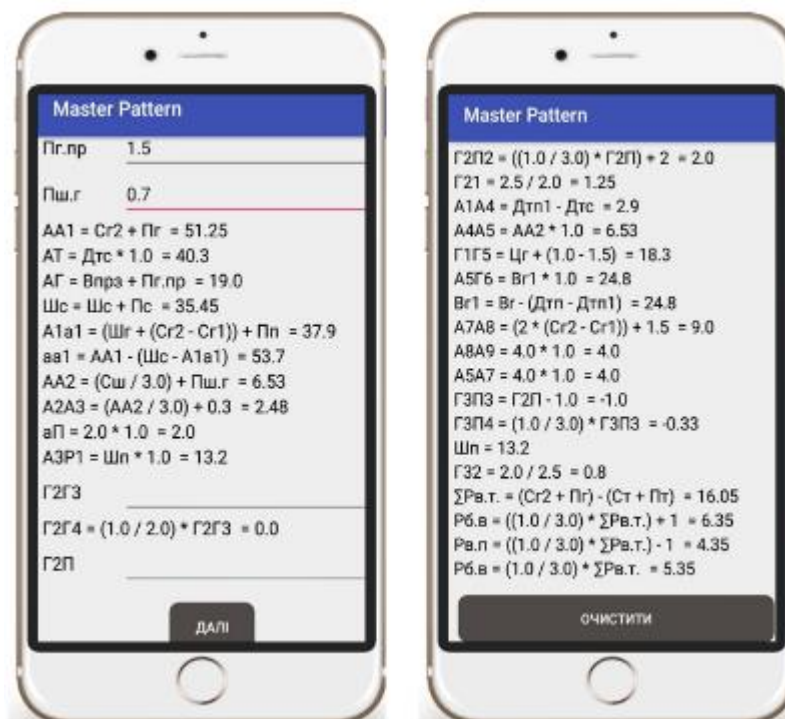 Master Pattern
Пг.пр 1.5
Пш.г 0.7
АА1 = Сг2 + Пг = 51.25
АТ = Дтс * 1.0 = 40.3
АГ = Впрз + Пг.пр = 19.0
Шс = Шс + Пс = 35.45
А1а1 = (Шг + (Сг2 - Сг1)) + Пп = 37.9
аа1 = АА1 - (Шс - А1а1) = 53.7
АА2 = (Сш / 3.0) + Пш.г = 6.53
А2А3 = (АА2 / 3.0) + 0.3 = 2.48
аП = 2.0 * 1.0 = 2.0
А3Р1 = Шп * 1.0 = 13.2
Г2Г3
Г2Г4 = (1.0 / 2.0) * Г2Г3 = 0.0
Г2П
ДАЛІ
Master Pattern
Г2П2 = ((1.0 / 3.0) * Г2П) + 2 = 2.0
Г21 = 2.5 / 2.0 = 1.25
А1А4 = Дтп1 - Дтс = 2.9
А4А5 = АА2 * 1.0 = 6.53
Г1Г5 = Цг + (1.0 - 1.5) = 18.3
А5Г6 = Вг1 * 1.0 = 24.8
Вг1 = Вг - (Дтп - Дтп1) = 24.8
А7А8 = (2 * (Сг2 - Сг1)) + 1.5 = 9.0
А8А9 = 4.0 * 1.0 = 4.0
А5А7 = 4.0 * 1.0 = 4.0
Г3П3 = Г2П - 1.0 = -1.0
Г3П4 = (1.0 / 3.0) * Г3П3 = -0.33
Шп = 13.2
Г32 = 2.0 / 2.5 = 0.8
∑Рв.т. = (Сг2 + Пг) - (Ст + Пт) = 16.05
Рб.в = ((1.0 / 3.0) * ∑Рв.т.) + 1 = 6.35
Рв.п = ((1.0 / 3.0) * ∑Рв.т.) - 1 = 4.35
Рб.в = (1.0 / 3.0) * ∑Рв.т. = 5.35
ОЧИСТИТИ